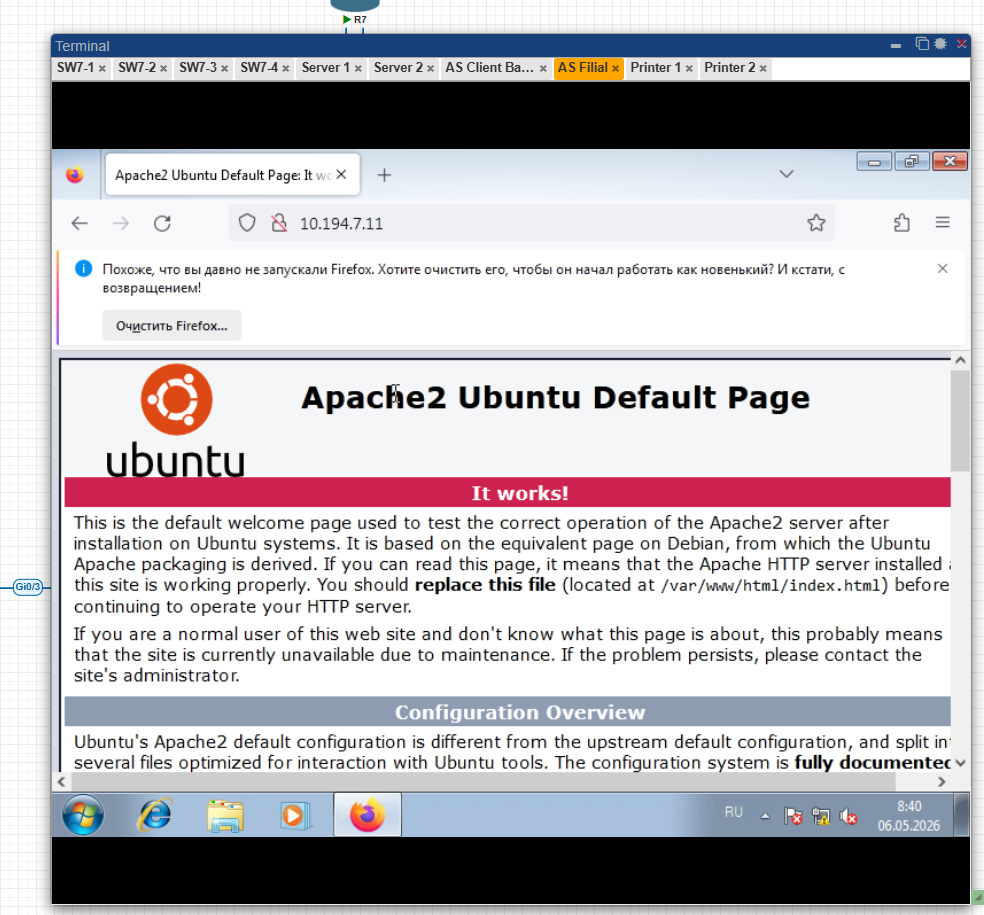 R7
Terminal
SW7-1 × SW7-2 × SW7-3 × SW7-4 × Server 1 × Server 2 × AS Client Ba... × AS Filial × Printer 1 × Printer 2 ×
Apache2 Ubuntu Default Page: It wo
10.194.7.11
Похоже, что вы давно не запускали Firefox. Хотите очистить его, чтобы он начал работать как новенький? И кстати, с
возвращением!
Очистить Firefox...
ubuntu
Apache2 Ubuntu Default Page
It works!
This is the default welcome page used to test the correct operation of the Apache2 server after
installation on Ubuntu systems. It is based on the equivalent page on Debian, from which the Ubuntu
Apache packaging is derived. If you can read this page, it means that the Apache HTTP server installed
this site is working properly. You should replace this file (located at /var/www/html/index.html) before
continuing to operate your HTTP server.
If you are a normal user of this web site and don't know what this page is about, this probably means
that the site is currently unavailable due to maintenance. If the problem persists, please contact the
site's administrator.
Configuration Overview
Ubuntu's Apache2 default configuration is different from the upstream default configuration, and split
several files optimized for interaction with Ubuntu tools. The configuration system is fully documented
Gi0/3
RU
8:40
06.05.2026